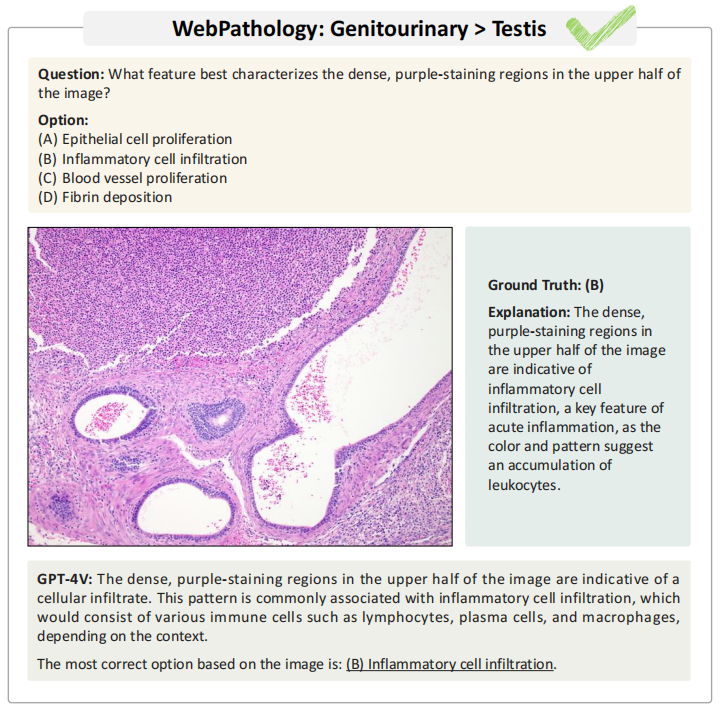 WebPathology: Genitourinary > Testis
Question: What feature best characterizes the dense, purple-staining regions in the upper half of
the image?
Option:
(A) Epithelial cell proliferation
(B) Inflammatory cell infiltration
(C) Blood vessel proliferation
(D) Fibrin deposition
Ground Truth: (B)
Explanation: The dense,
purple-staining regions in
the upper half of the image
are indicative of
inflammatory cell
infiltration, a key feature of
acute inflammation, as the
color and pattern suggest
an accumulation of
leukocytes.
GPT-4V: The dense, purple-staining regions in the upper half of the image are indicative of a
cellular infiltrate. This pattern is commonly associated with inflammatory cell infiltration, which
would consist of various immune cells such as lymphocytes, plasma cells, and macrophages,
depending on the context.
The most correct option based on the image is: (B) Inflammatory cell infiltration.